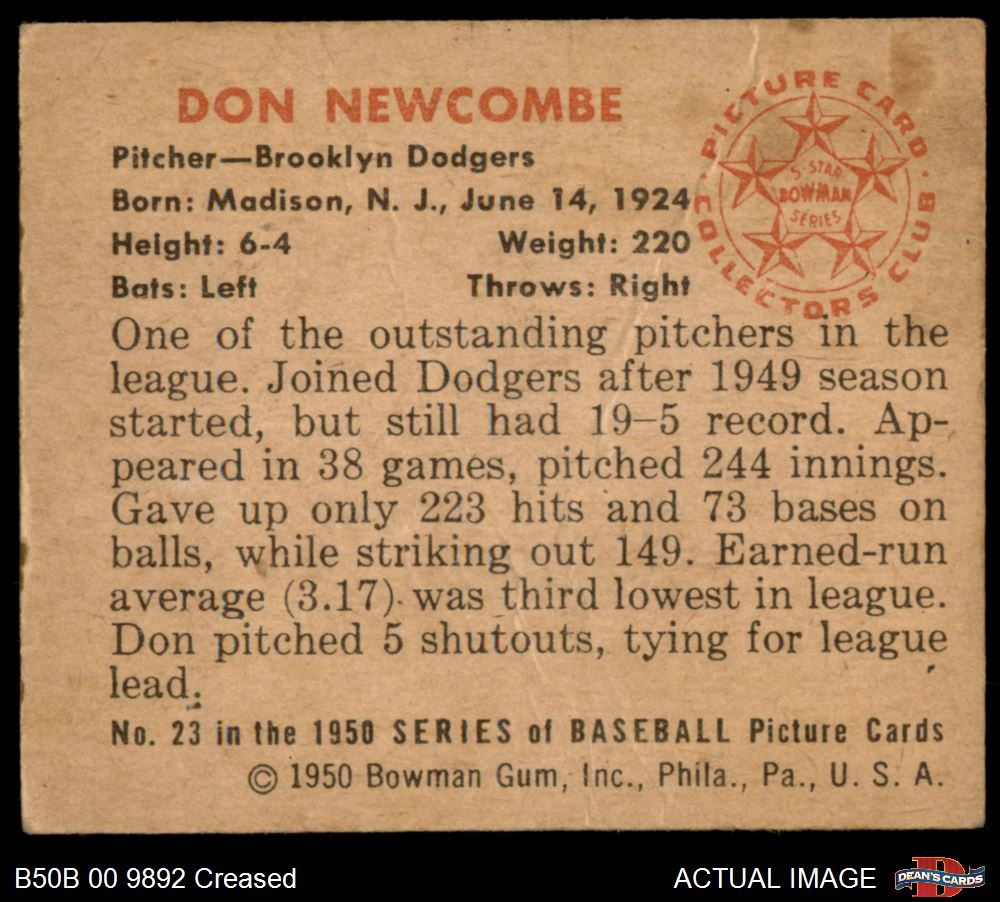 DON NEWCOMBE
Pitcher—Brooklyn Dodgers
Born: Madison, N. J., June 14, 1924
Height: 6-4 Weight: 220
Bats: Left Throws: Right
PICTURE CARD
COLLECTORS CLUB
5-STAR
BOWMAN
SERIES
One of the outstanding pitchers in the
league. Joined Dodgers after 1949 season
started, but still had 19–5 record. Ap-
peared in 38 games, pitched 244 innings.
Gave up only 223 hits and 73 bases on
balls, while striking out 149. Earned-run
average (3.17) was third lowest in league.
Don pitched 5 shutouts, tying for league
lead.
No. 23 in the 1950 SERIES of BASEBALL Picture Cards
© 1950 Bowman Gum, Inc., Phila., Pa., U. S. A.
B50B 00 9892 Creased
ACTUAL IMAGE
D
DEAN'S CARDS